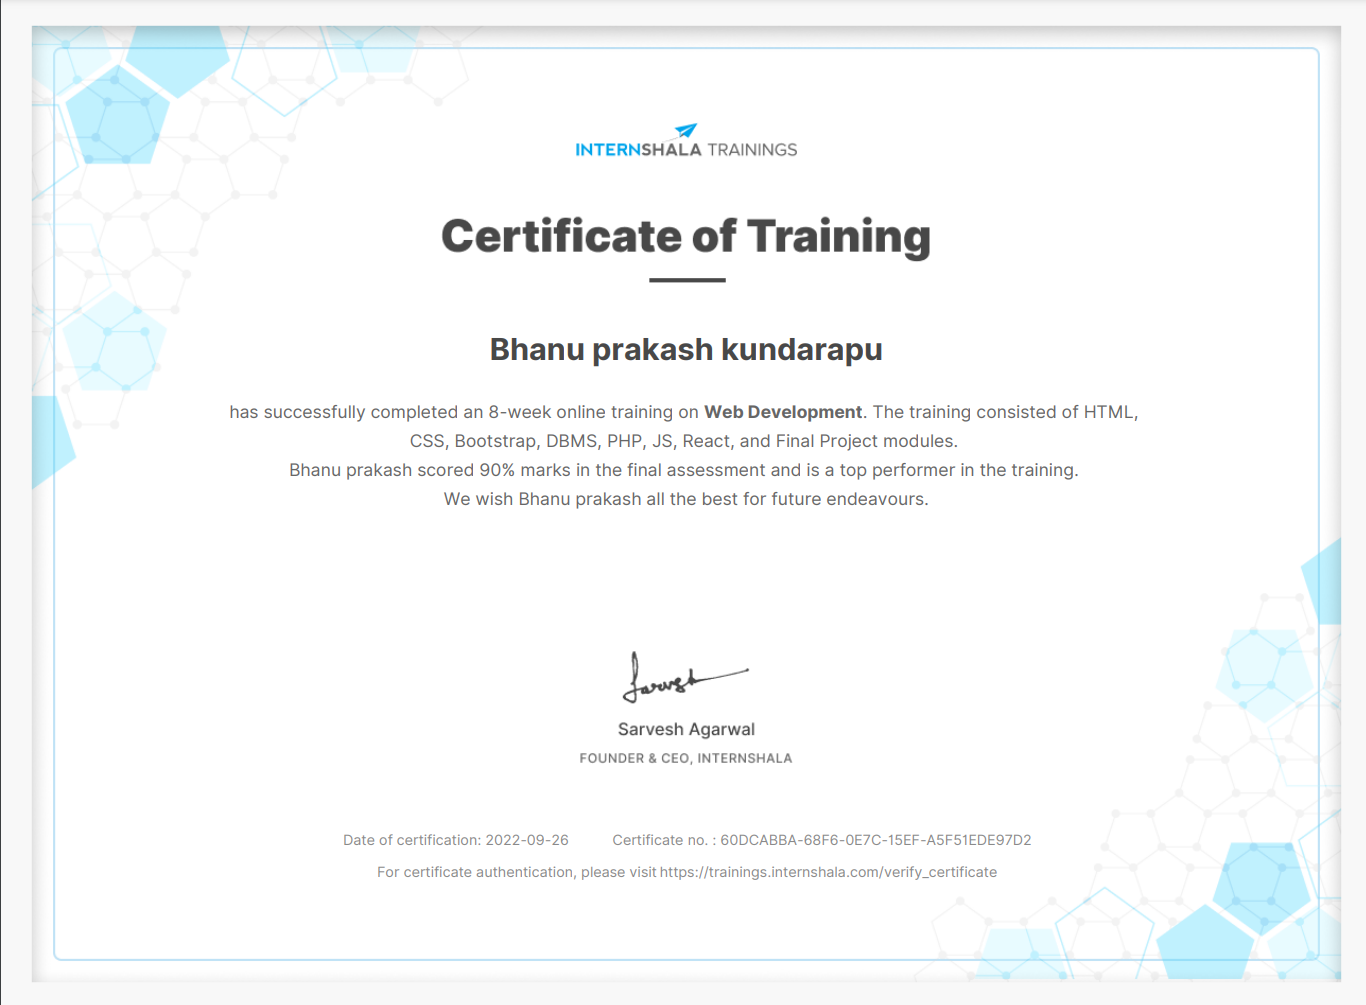 INTERNSHALA TRAININGS
Certificate of Training
Bhanu prakash kundarapu
has successfully completed an 8-week online training on Web Development. The training consisted of HTML,
CSS, Bootstrap, DBMS, PHP, JS, React, and Final Project modules.
Bhanu prakash scored 90% marks in the final assessment and is a top performer in the training.
We wish Bhanu prakash all the best for future endeavours.
Sarvesh
Sarvesh Agarwal
FOUNDER & CEO, INTERNSHALA
Date of certification: 2022-09-26 Certificate no. : 60DCABBA-68F6-0E7C-15EF-A5F51EDE97D2
For certificate authentication, please visit https://trainings.internshala.com/verify_certificate